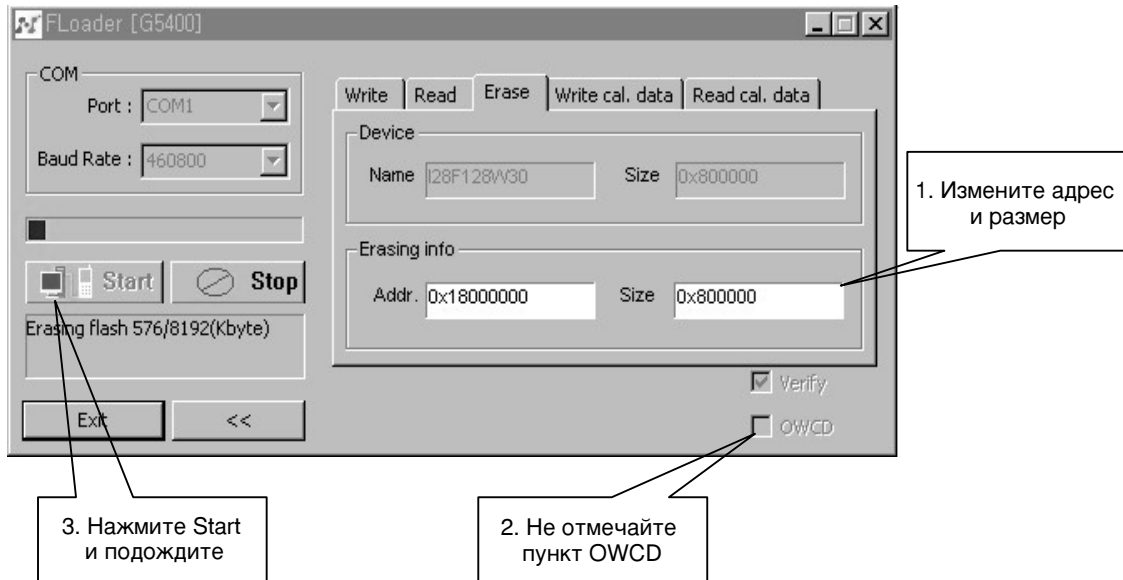 FLoader [G5400]
COM
Port : COM1
Baud Rate : 460800
Start Stop
Erasing flash 576/8192(Kbyte)
Exit <<
Write Read Erase Write cal. data Read cal. data
Device
Name I28F128W30 Size 0x800000
Erasing info
Addr. 0x18000000 Size 0x800000
Verify
OWCD
1. Измените адрес
и размер
3. Нажмите Start
и подождите
2. Не отмечайте
пункт OWCD